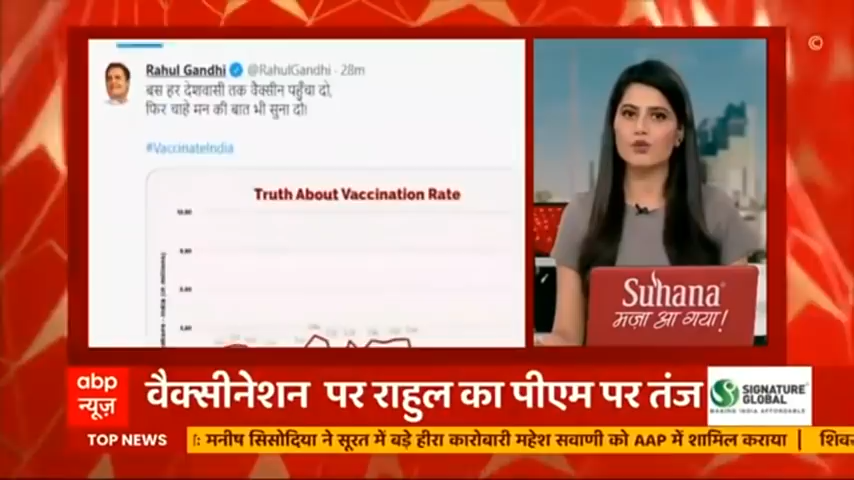 Rahul Gandhi @RahulGandhi · 28m
बस हर देशवासी तक वैक्सीन पहुँचा दो,
फिर चाहे मन की बात भी सुना दो!
#VaccinateIndia
Truth About Vaccination Rate
Suhana
मज़ा आ गया!
abp
न्यूज़
TOP NEWS
वैक्सीनेशन पर राहुल का पीएम पर तंज
SIGNATURE
GLOBAL
MAKING INDIA AFFORDABLE
मनीष सिसोदिया ने सूरत में बड़े हीरा कारोबारी महेश सवाणी को AAP में शामिल कराया
©